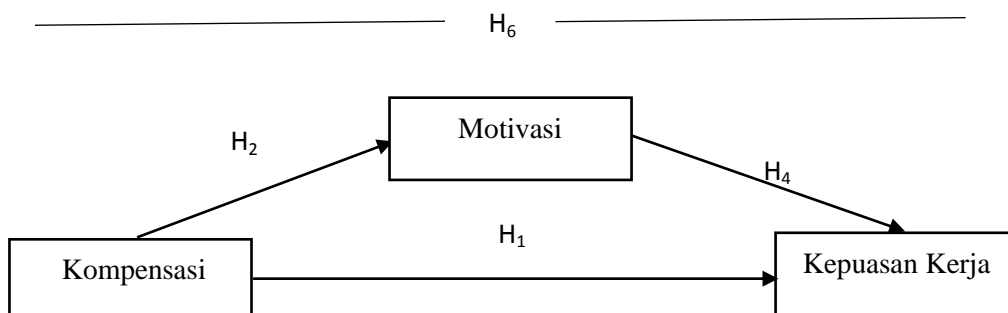 H₆
Motivasi
H₂
H₄
H₁
Kompensasi
Kepuasan Kerja